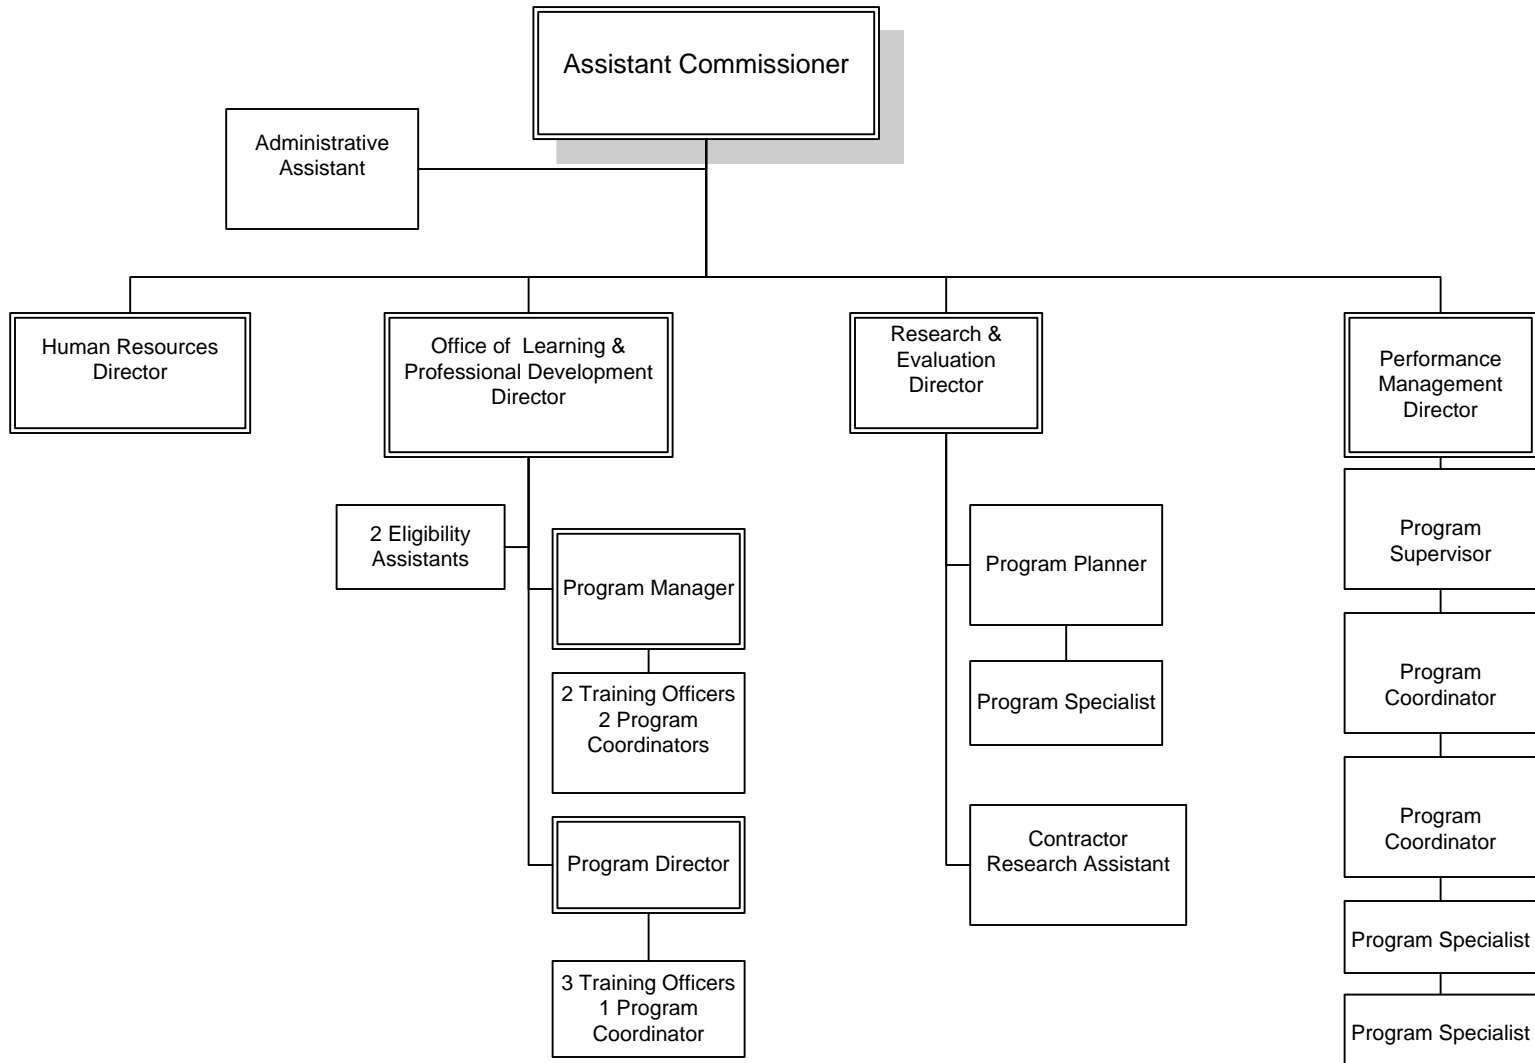 Assistant Commissioner
Administrative
Assistant
Human Resources
Director
Office of  Learning &
Professional Development
Director
Research &
Evaluation
Director
Performance
Management
Director
2 Eligibility
Assistants
Program Manager
2 Training Officers
2 Program
Coordinators
Program Director
3 Training Officers
1 Program
Coordinator
Program Planner
Program Specialist
Contractor
Research Assistant
Program
Supervisor
Program
Coordinator
Program
Coordinator
Program Specialist
Program Specialist